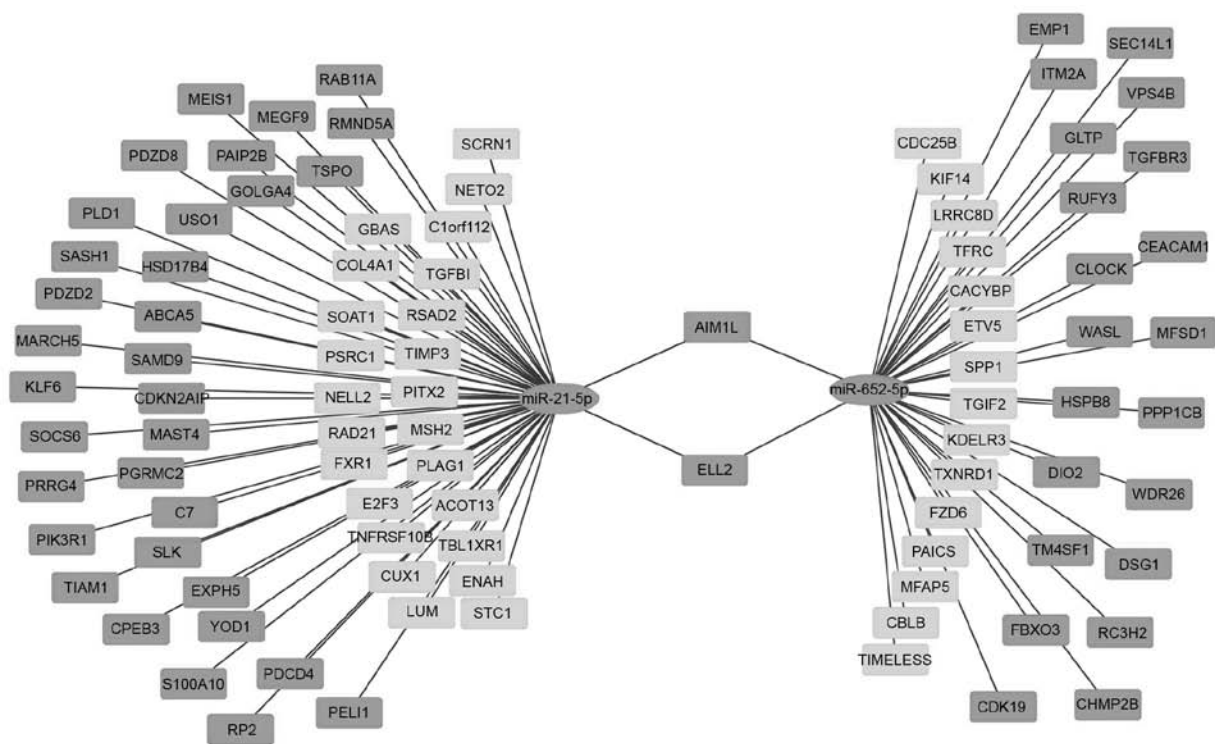 EMP1
SEC14L1
RAB11A
ITM2A
MEIS1
VPS4B
MEGF9
RMND5A
GLTP
SCRN1
CDC25B
PDZD8
PAIP2B
TSPO
TGFBR3
KIF14
GOLGA4
NETO2
RUFY3
PLD1
USO1
LRRC8D
GBAS
C1orf112
CEACAM1
SASH1
TFRC
HSD17B4
COL4A1
CLOCK
TGFBI
CACYBP
PDZD2
ABCA5
SOAT1
RSAD2
AIM1L
ETV5
WASL
MFSD1
MARCH5
SAMD9
PSRC1
TIMP3
SPP1
KLF6
CDKN2AIP
NELL2
PITX2
miR-21-5p
miR-652-5p
TGIF2
HSPB8
PPP1CB
SOCS6
MAST4
RAD21
MSH2
KDELR3
PRRG4
PGRMC2
FXR1
PLAG1
ELL2
TXNRD1
DIO2
WDR26
C7
E2F3
ACOT13
FZD6
PIK3R1
SLK
TNFRSF10B
TBL1XR1
PAICS
TM4SF1
DSG1
TIAM1
EXPH5
CUX1
ENAH
MFAP5
CPEB3
YOD1
LUM
STC1
CBLB
FBXO3
RC3H2
TIMELESS
S100A10
PDCD4
RP2
PELI1
CDK19
CHMP2B